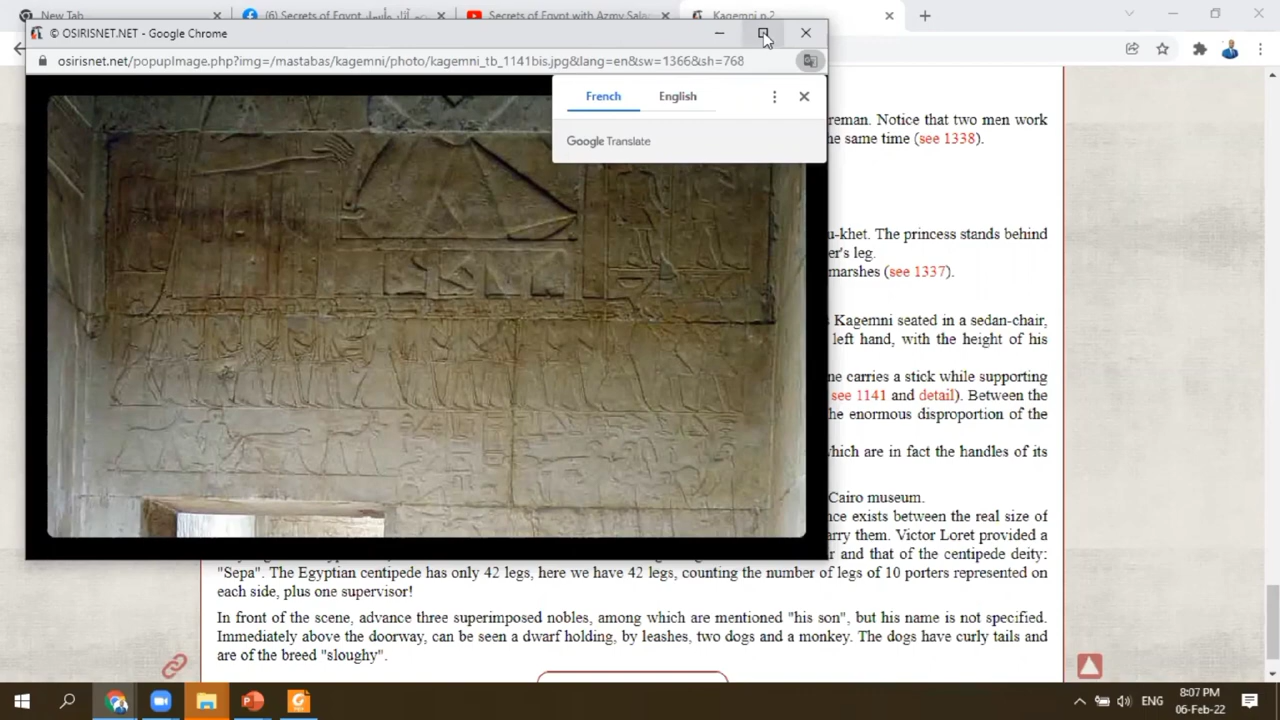 New Tab
(6) Secrets of Egypt
Secrets of Egypt with Azmy Sala
Kagemni p.2
© OSIRISNET.NET - Google Chrome
osirisnet.net/popupImage.php?img=/mastabas/kagemni/photo/kagemni_tb_1141bis.jpg&lang=en&sw=1366&sh=768
French English
Google Translate
reman. Notice that two men work
he same time (see 1338).
u-khet. The princess stands behind
er's leg.
marshes (see 1337).
Kagemni seated in a sedan-chair,
left hand, with the height of his
ne carries a stick while supporting
see 1141 and detail). Between the
he enormous disproportion of the
which are in fact the handles of its
Cairo museum.
nce exists between the real size of
arry them. Victor Loret provided a
r and that of the centipede deity:
"Sepa". The Egyptian centipede has only 42 legs, here we have 42 legs, counting the number of legs of 10 porters represented on
each side, plus one supervisor!
In front of the scene, advance three superimposed nobles, among which are mentioned "his son", but his name is not specified.
Immediately above the doorway, can be seen a dwarf holding, by leashes, two dogs and a monkey. The dogs have curly tails and
are of the breed "sloughy".
ENG
8:07 PM
06-Feb-22